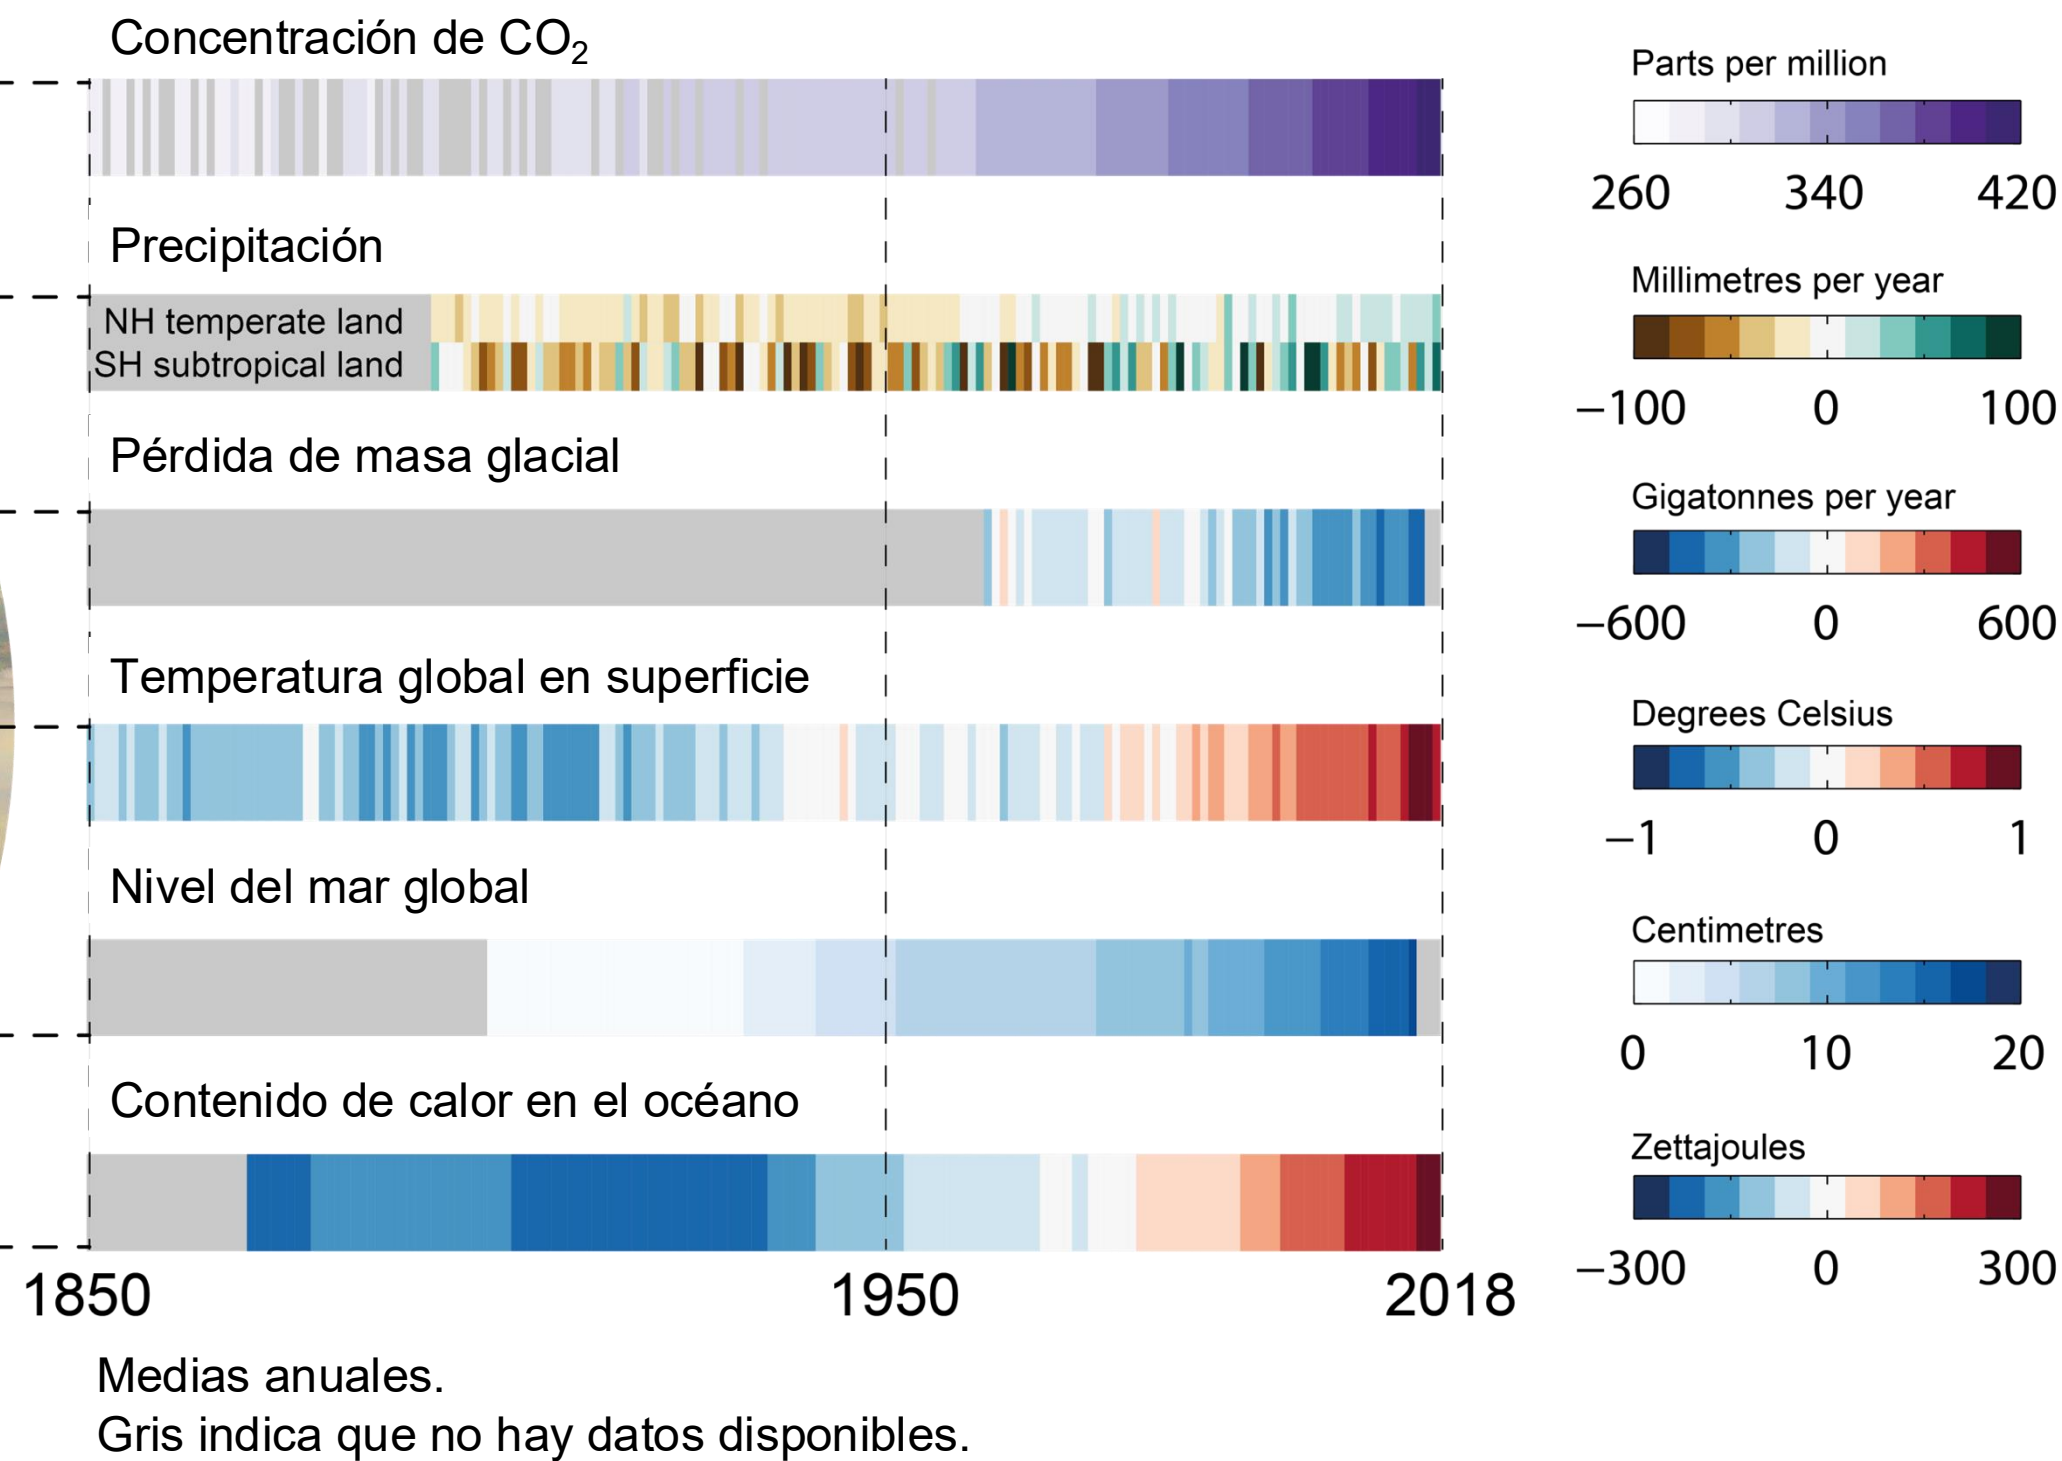 Concentración de CO₂
Parts per million
260 340 420
Precipitación
NH temperate land
SH subtropical land
Millimetres per year
−100 0 100
Pérdida de masa glacial
Gigatonnes per year
−600 0 600
Temperatura global en superficie
Degrees Celsius
−1 0 1
Nivel del mar global
Centimetres
0 10 20
Contenido de calor en el océano
Zettajoules
−300 0 300
1850 1950 2018
Medias anuales.
Gris indica que no hay datos disponibles.